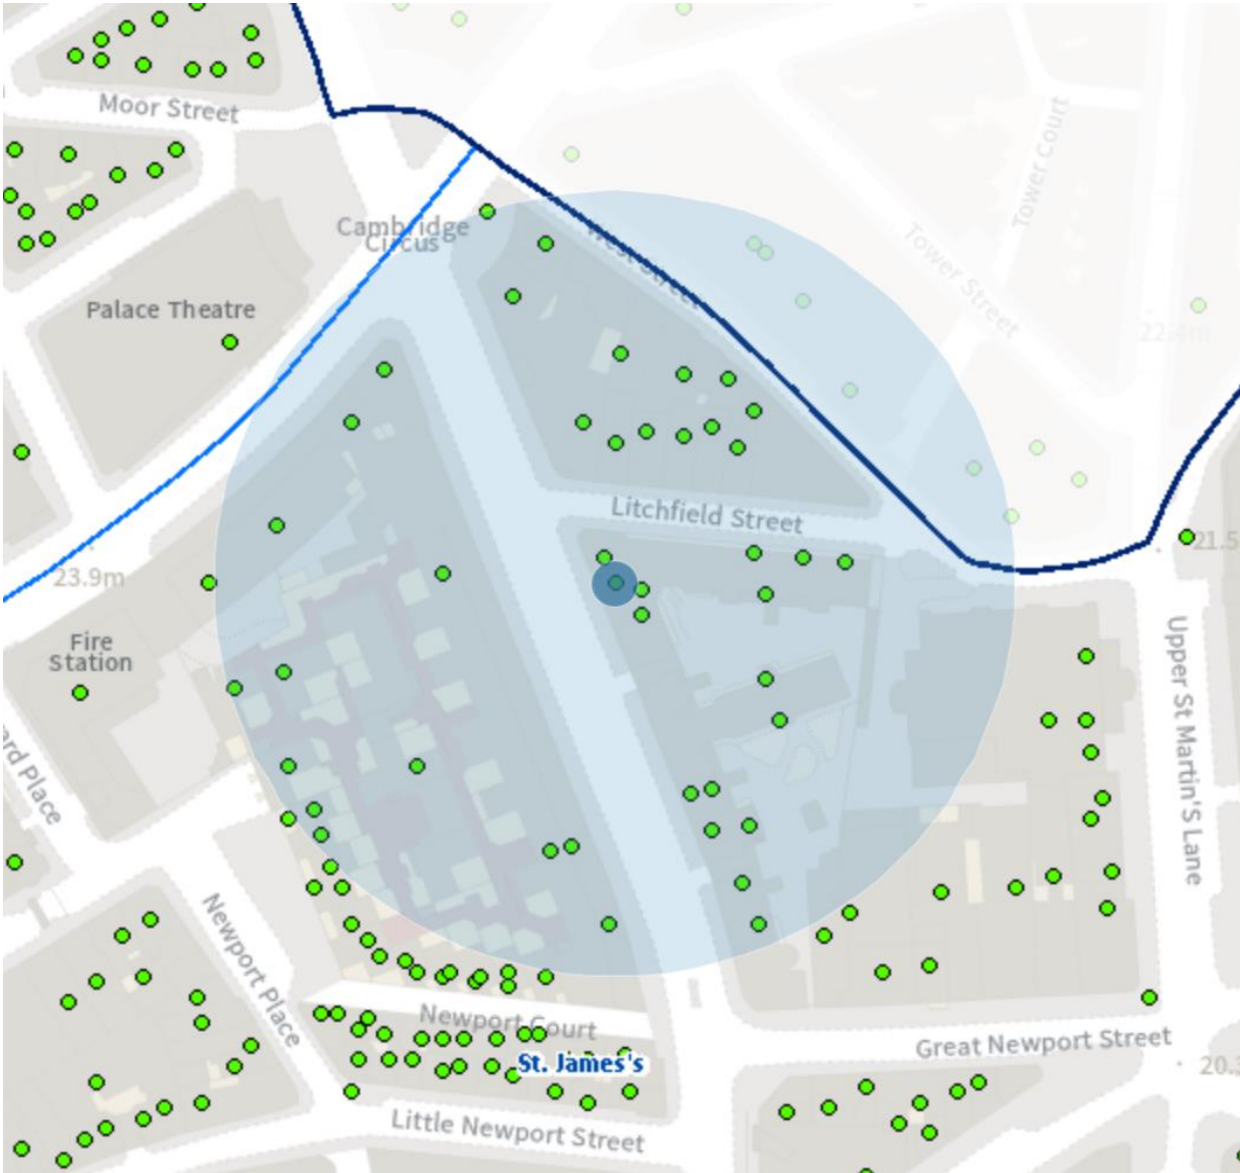 Moor Street
Tower Court
Cambridge
Circus
West Street
Tower Street
Palace Theatre
22.4m
Litchfield Street
21.5
23.9m
Fire
Station
Upper St Martin'S Lane
ard Place
Newport Place
Newport Court
Great Newport Street
St. James's
20.3
Little Newport Street